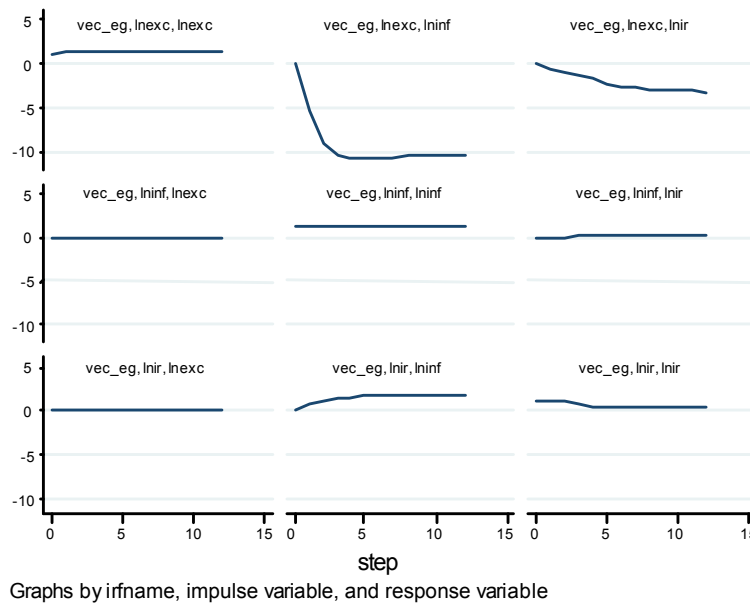 vec_eg, lnexc, lnexc
vec_eg, lnexc, lninf
vec_eg, lnexc, lnir
5
0
-5
-10
vec_eg, lninf, lnexc
vec_eg, lninf, lninf
vec_eg, lninf, lnir
5
0
-5
-10
vec_eg, lnir, lnexc
vec_eg, lnir, lninf
vec_eg, lnir, lnir
5
0
-5
-10
0 5 10 15 0 5 10 15 0 5 10 15
step
Graphs by irfname, impulse variable, and response variable